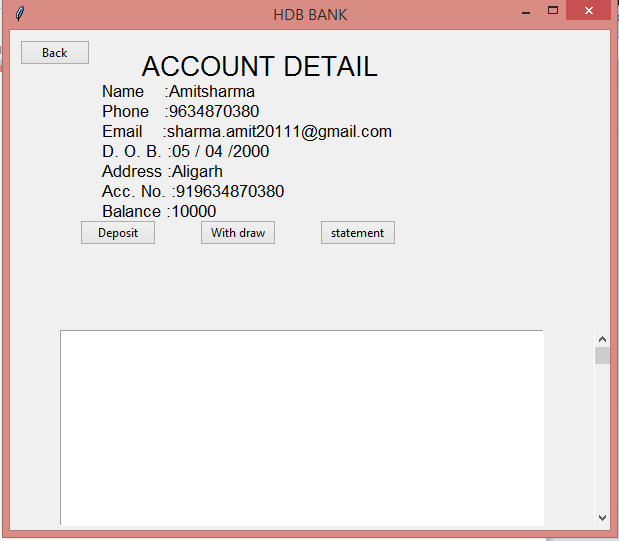 HDB BANK
Back
ACCOUNT DETAIL
Name :Amitsharma
Phone :9634870380
Email :sharma.amit20111@gmail.com
D. O. B. :05 / 04 /2000
Address :Aligarh
Acc. No. :919634870380
Balance :10000
Deposit With draw statement